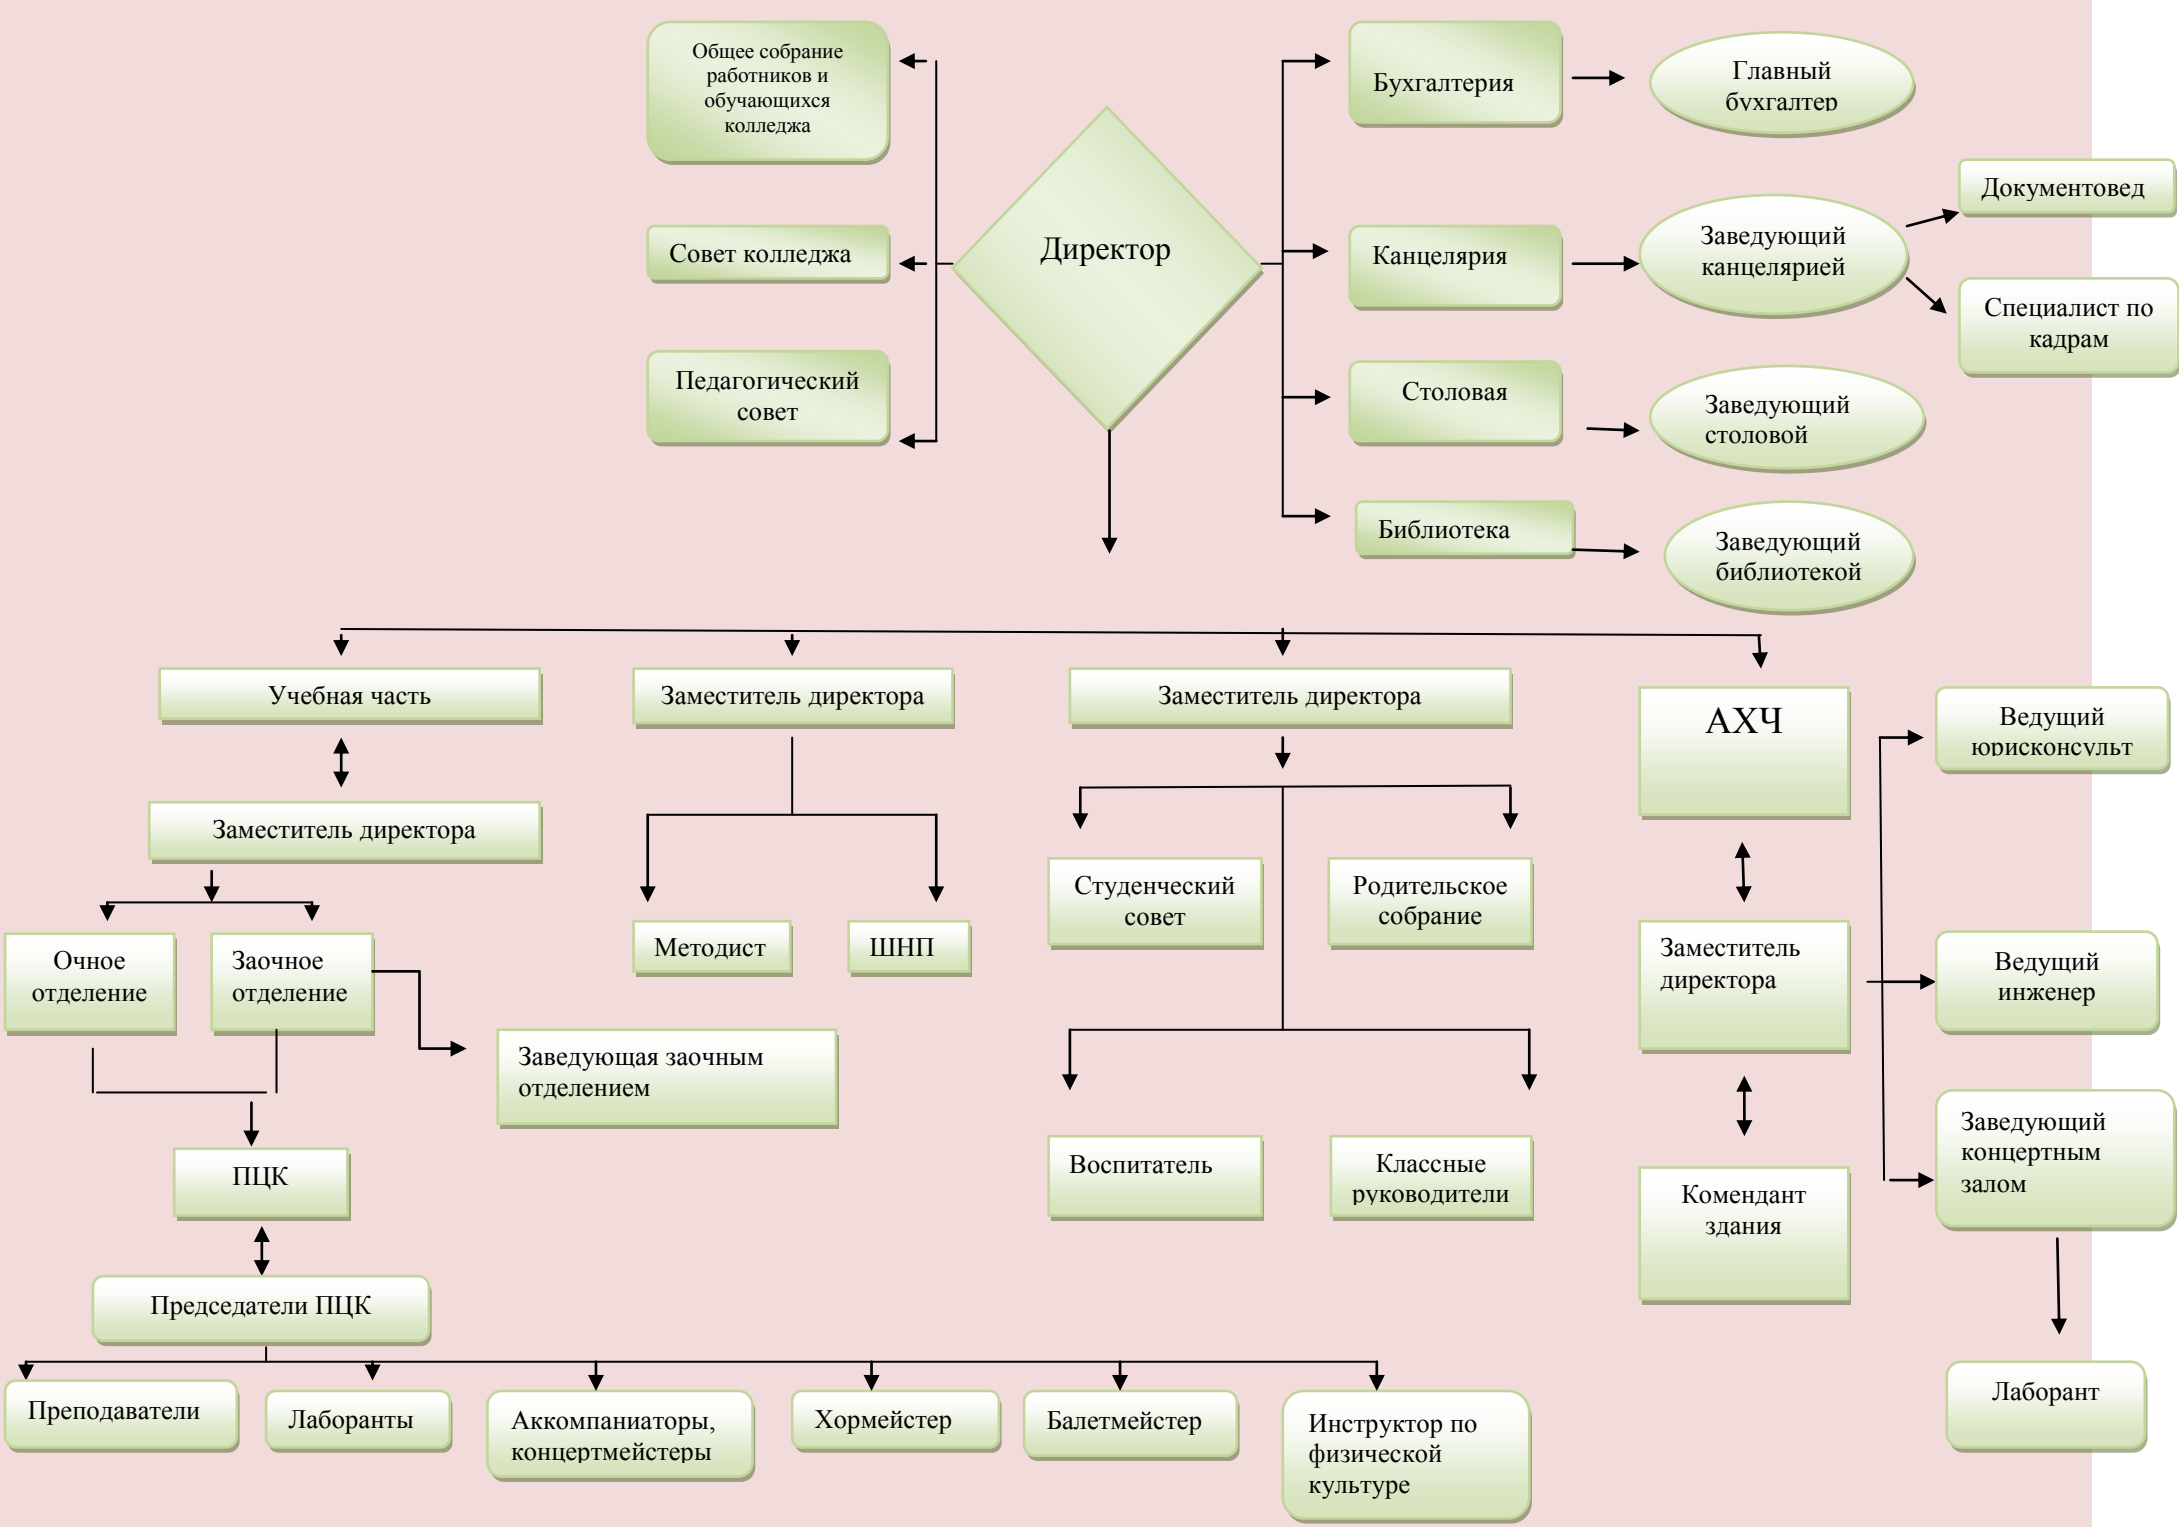 Общее собрание
работников и
обучающихся
колледжа
Совет колледжа
Педагогический
совет
Директор
Бухгалтерия
Главный
бухгалтер
Канцелярия
Заведующий
канцелярией
Документовед
Специалист по
кадрам
Столовая
Заведующий
столовой
Библиотека
Заведующий
библиотекой
Учебная часть
Заместитель директора
Заместитель директора
АХЧ
Ведущий
юрисконсульт
Заместитель директора
Студенческий
совет
Родительское
собрание
Очное
отделение
Заочное
отделение
Методист
ШНП
Заместитель
директора
Ведущий
инженер
Заведующая заочным
отделением
ПЦК
Воспитатель
Классные
руководители
Комендант
здания
Заведующий
концертным
залом
Председатели ПЦК
Преподаватели
Лаборанты
Аккомпаниаторы,
концертмейстеры
Хормейстер
Балетмейстер
Инструктор по
физической
культуре
Лаборант